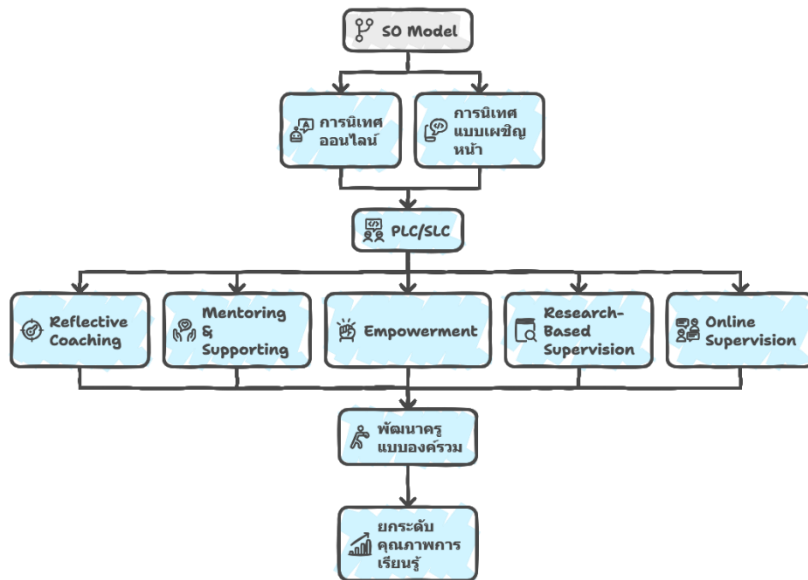 SO Model
การนิเทศ
ออนไลน์
การนิเทศ
แบบเผชิญ
หน้า
PLC/SLC
Reflective
Coaching
Mentoring
&
Supporting
Empowerment
Research-
Based
Supervision
Online
Supervision
พัฒนาครู
แบบองค์รวม
ยกระดับ
คุณภาพการ
เรียนรู้